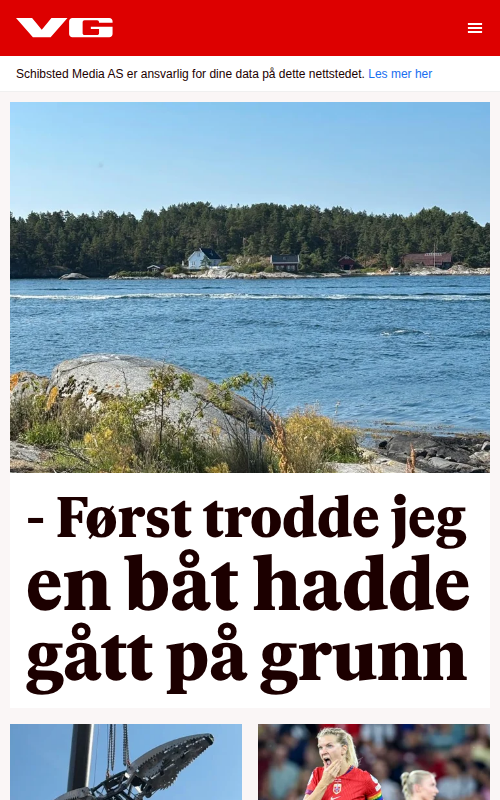 VG
Schibsted Media AS er ansvarlig for dine data på dette nettstedet. Les mer her
- Først trodde jeg
en båt hadde
gått på grunn